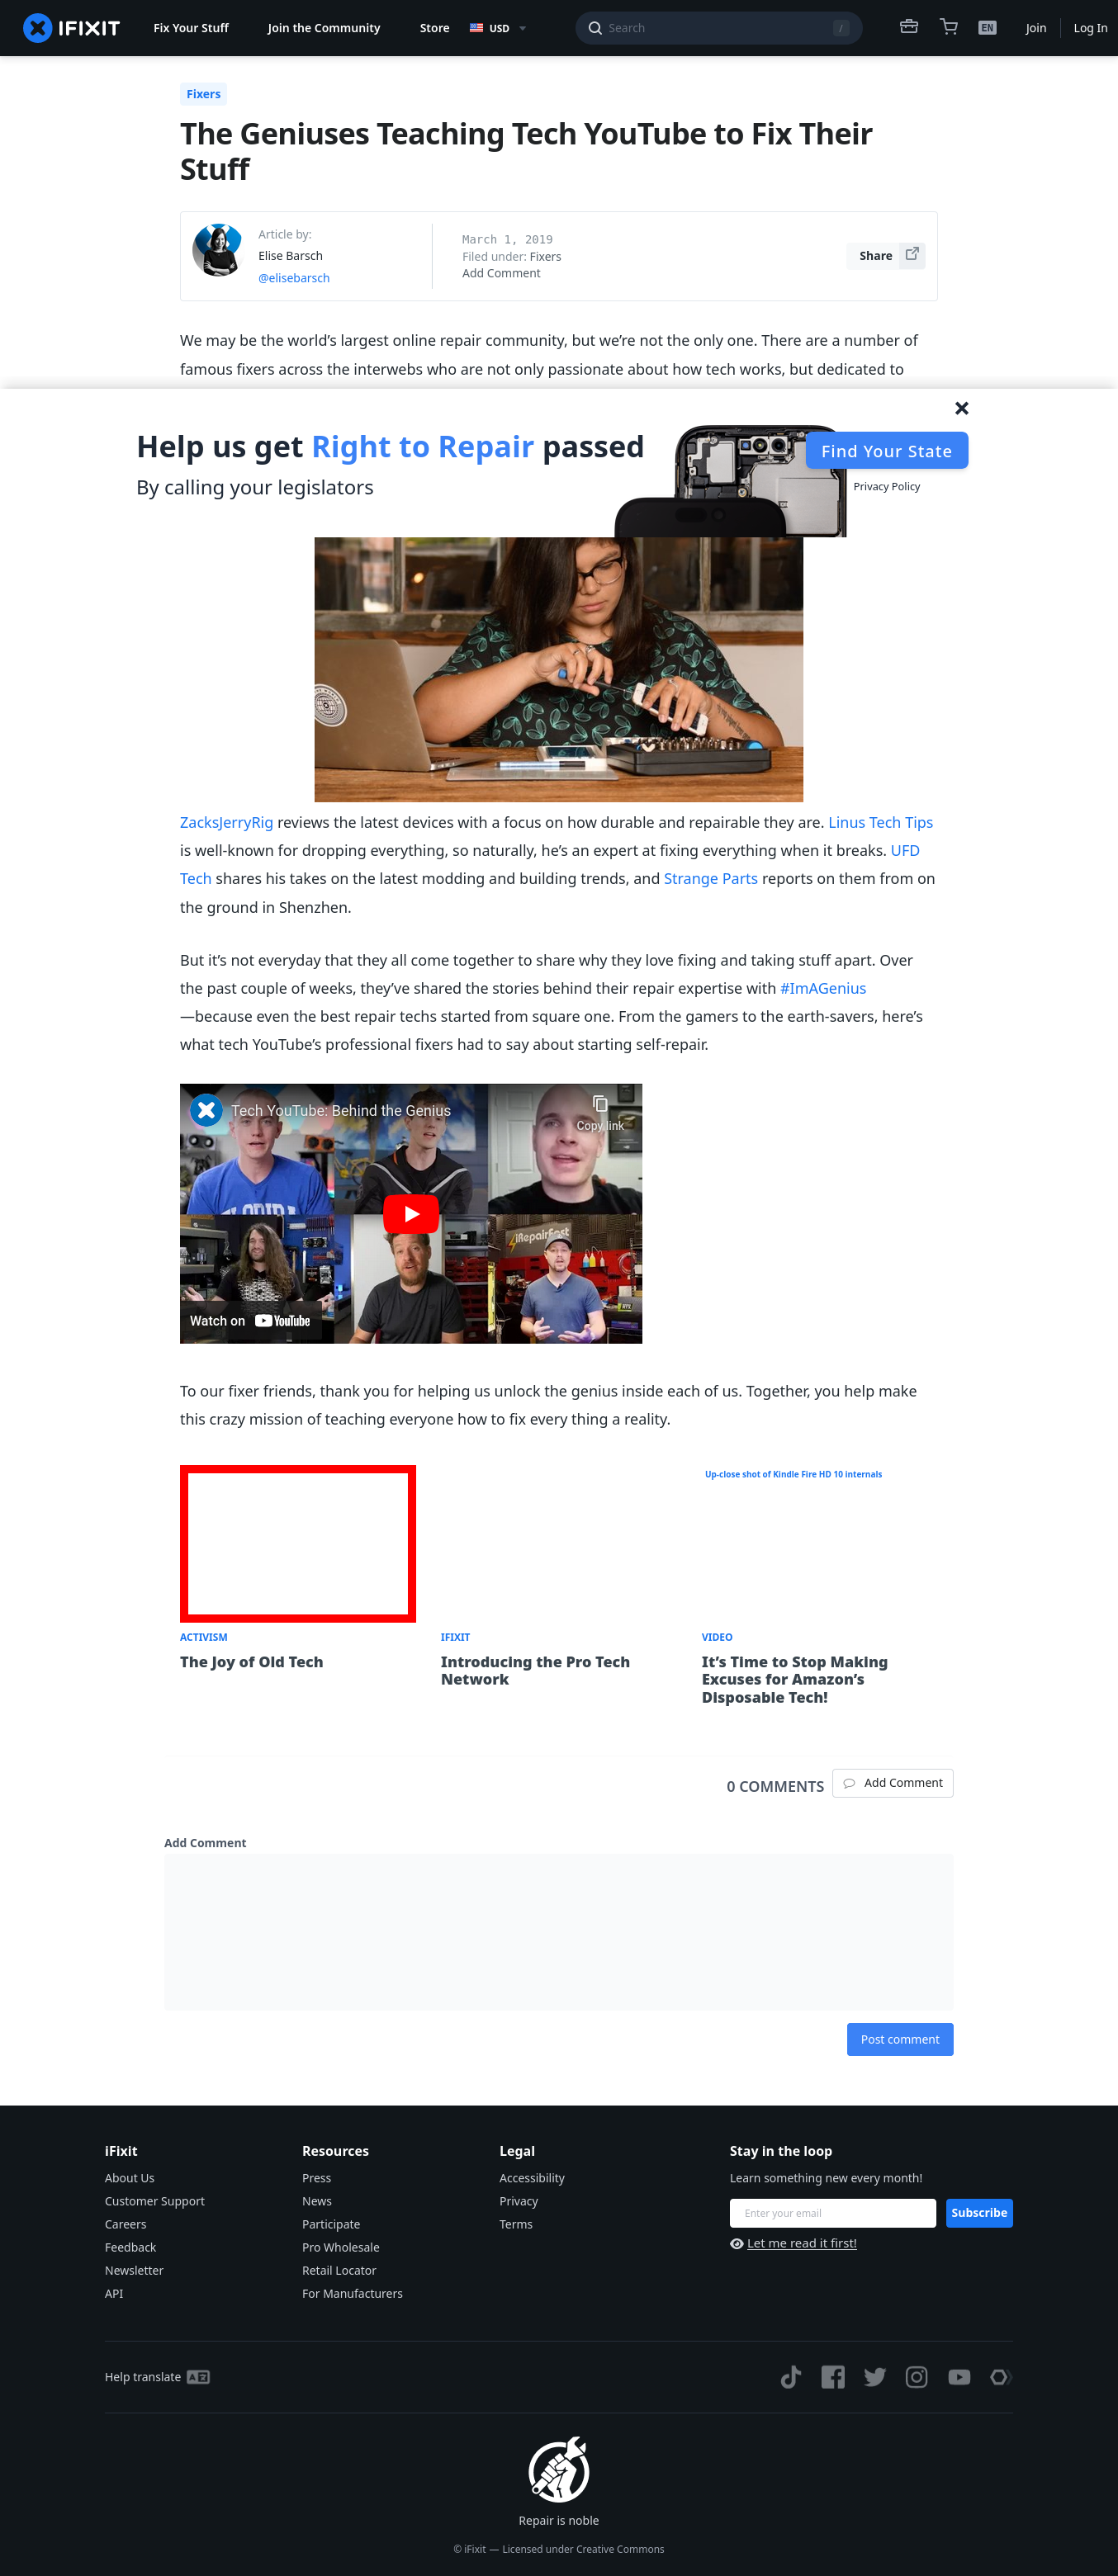 IFIXIT
Fix Your Stuff
Join the Community
Store
USD
Search
/
EN
Join
Log In
Fixers
The Geniuses Teaching Tech YouTube to Fix Their
Stuff
Article by:
Elise Barsch
@elisebarsch
March 1, 2019
Filed under: Fixers
Add Comment
Share
We may be the world’s largest online repair community, but we’re not the only one. There are a number of
famous fixers across the interwebs who are not only passionate about how tech works, but dedicated to
Help us get Right to Repair passed
By calling your legislators
Find Your State
Privacy Policy
ZacksJerryRig reviews the latest devices with a focus on how durable and repairable they are. Linus Tech Tips
is well-known for dropping everything, so naturally, he’s an expert at fixing everything when it breaks. UFD
Tech shares his takes on the latest modding and building trends, and Strange Parts reports on them from on
the ground in Shenzhen.
But it’s not everyday that they all come together to share why they love fixing and taking stuff apart. Over
the past couple of weeks, they’ve shared the stories behind their repair expertise with #ImAGenius
—because even the best repair techs started from square one. From the gamers to the earth-savers, here’s
what tech YouTube’s professional fixers had to say about starting self-repair.
Tech YouTube: Behind the Genius
Copy link
iRepairFast
Watch on YouTube
To our fixer friends, thank you for helping us unlock the genius inside each of us. Together, you help make
this crazy mission of teaching everyone how to fix every thing a reality.
Up-close shot of Kindle Fire HD 10 internals
ACTIVISM
The Joy of Old Tech
IFIXIT
Introducing the Pro Tech
Network
VIDEO
It’s Time to Stop Making
Excuses for Amazon’s
Disposable Tech!
0 COMMENTS
Add Comment
Add Comment
Post comment
iFixit
About Us
Customer Support
Careers
Feedback
Newsletter
API
Resources
Press
News
Participate
Pro Wholesale
Retail Locator
For Manufacturers
Legal
Accessibility
Privacy
Terms
Stay in the loop
Learn something new every month!
Enter your email
Subscribe
Let me read it first!
Help translate
Repair is noble
© iFixit — Licensed under Creative Commons